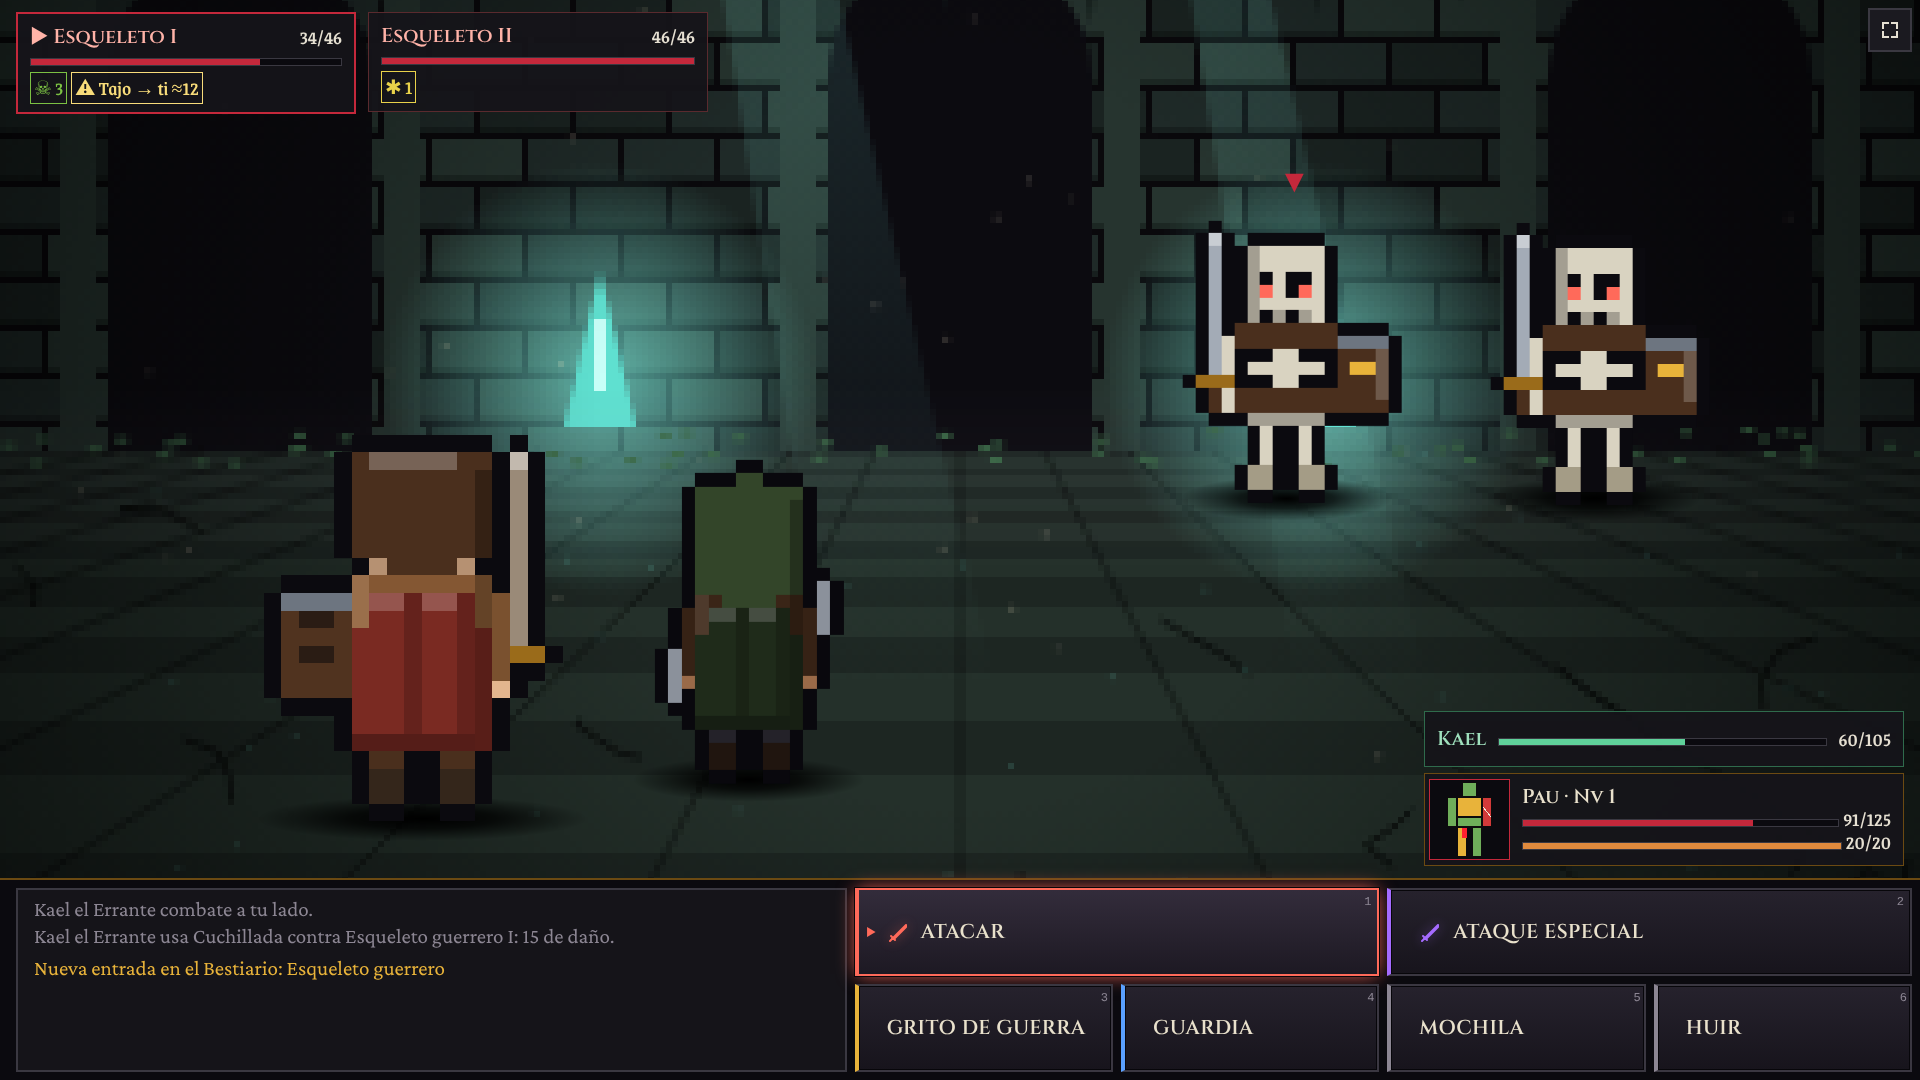 ▶ Esqueleto I 34/46
☠ 3 ⚠ Tajo → ti ≈12
Esqueleto II 46/46
✱ 1
Kael 60/105
Pau · Nv 1
91/125
20/20
Kael el Errante combate a tu lado.
Kael el Errante usa Cuchillada contra Esqueleto guerrero I: 15 de daño.
Nueva entrada en el Bestiario: Esqueleto guerrero
ATACAR 1
ATAQUE ESPECIAL 2
GRITO DE GUERRA 3
GUARDIA 4
MOCHILA 5
HUIR 6